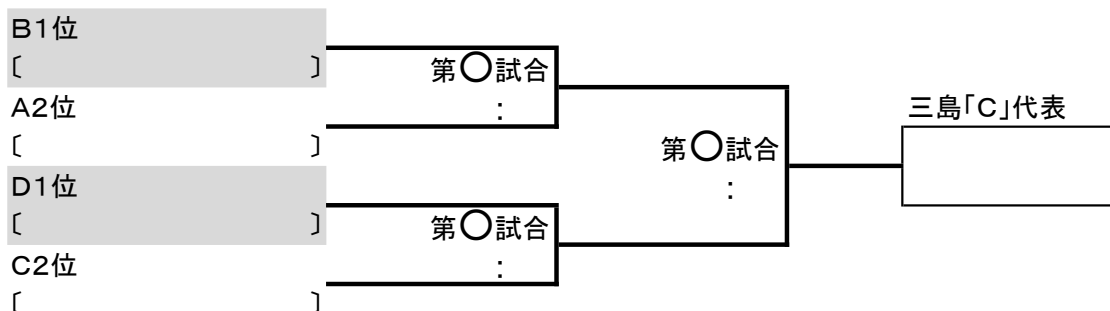 B1位
〔　　　　　　　　　　〕
第〇試合
:
A2位
〔　　　　　　　　　　〕
三島「C」代表
第〇試合
:
D1位
〔　　　　　　　　　　〕
第〇試合
:
C2位
〔　　　　　　　　　　〕